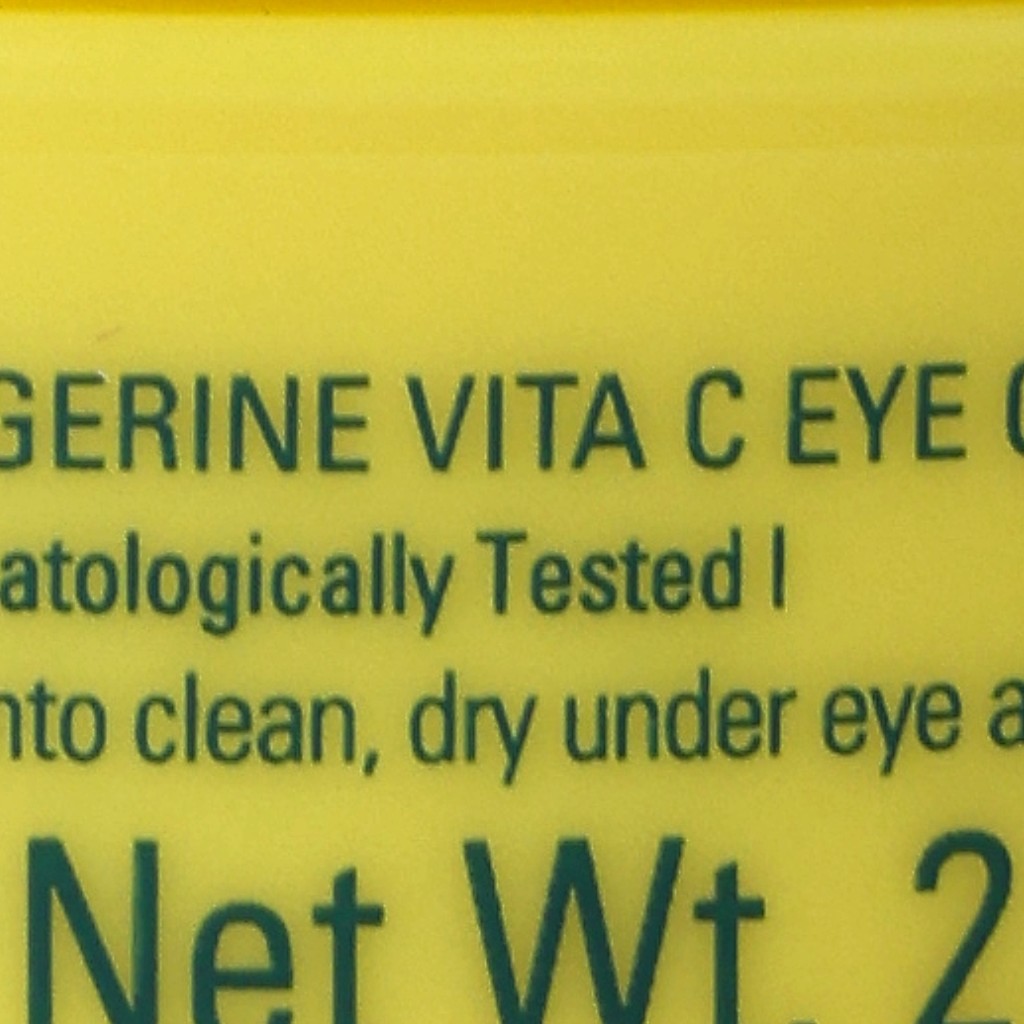 GERINE VITA C EYE
atologically Tested |
nto clean, dry under eye a
Net Wt. 2